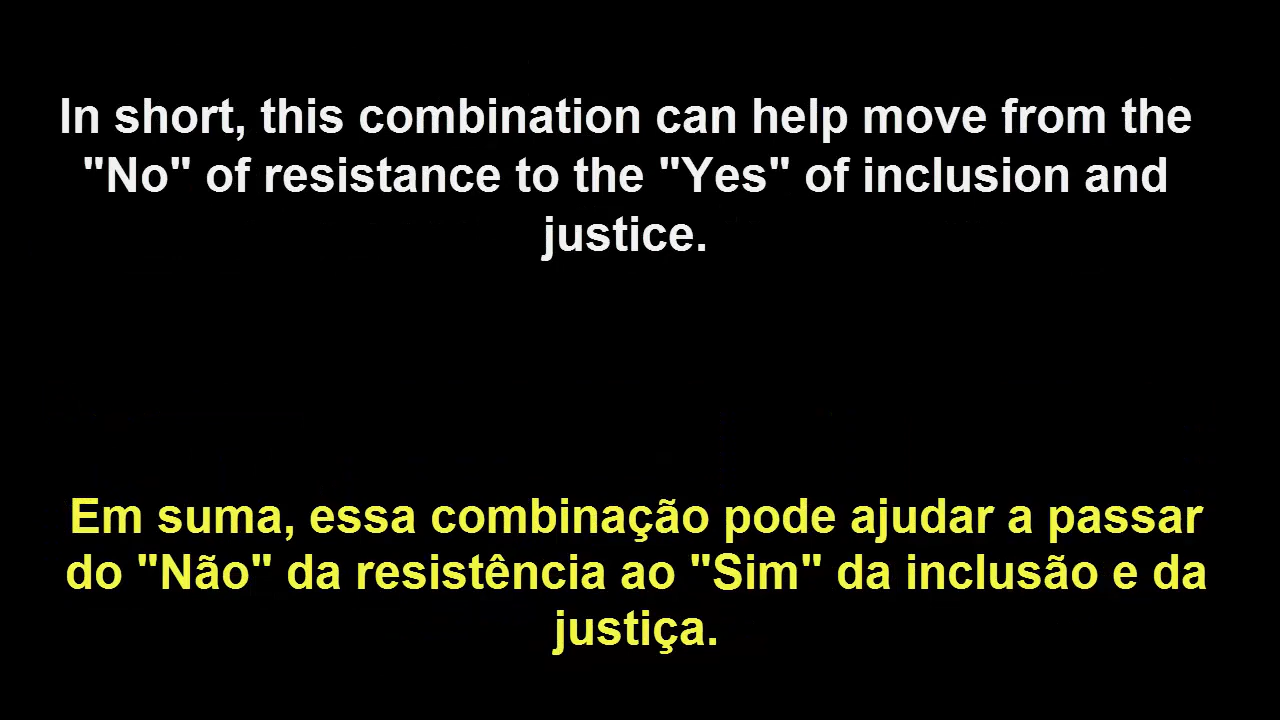 In short, this combination can help move from the
"No" of resistance to the "Yes" of inclusion and
justice.
Em suma, essa combinação pode ajudar a passar
do "Não" da resistência ao "Sim" da inclusão e da
justiça.